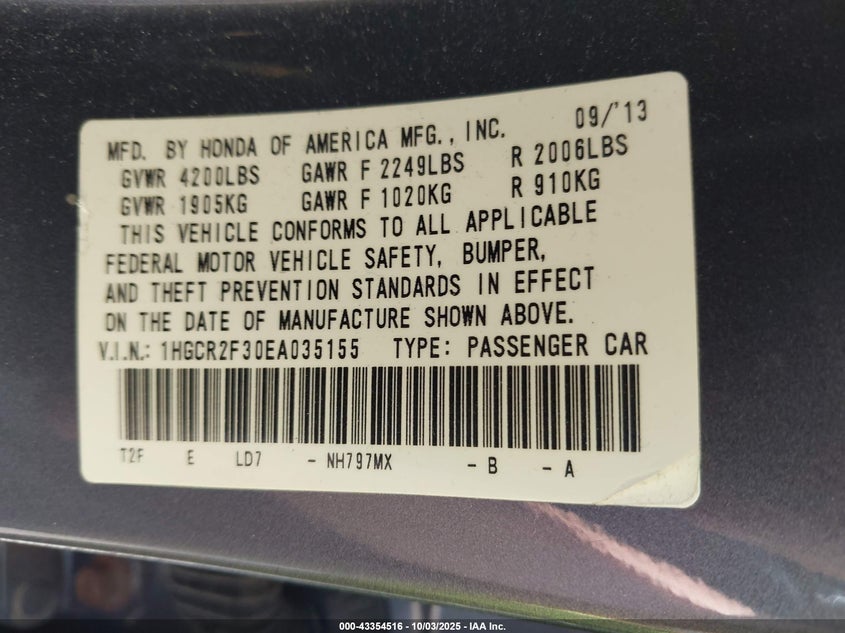 MFD. BY HONDA OF AMERICA MFG., INC. 09/'13
GVWR 4200LBS GAWR F 2249LBS R 2006LBS
GVWR 1905KG GAWR F 1020KG R 910KG
THIS VEHICLE CONFORMS TO ALL APPLICABLE
FEDERAL MOTOR VEHICLE SAFETY, BUMPER,
AND THEFT PREVENTION STANDARDS IN EFFECT
ON THE DATE OF MANUFACTURE SHOWN ABOVE.
V.I.N.: 1HGCR2F30EA035155 TYPE: PASSENGER CAR
T2F E LD7 - NH797MX - B - A
000-43354516 - 10/03/2025 - IAA Inc.